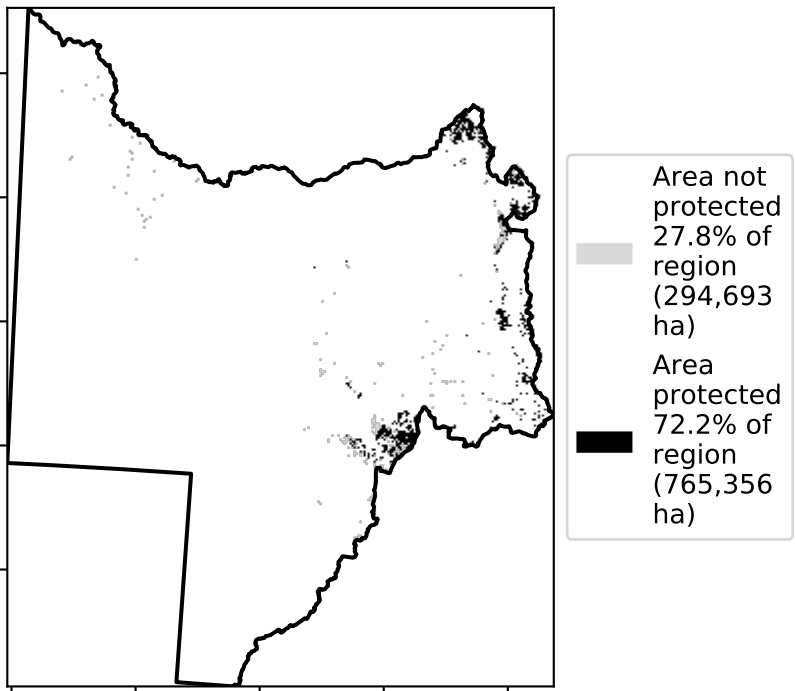 Area not
protected
27.8% of
region
(294,693
ha)
Area
protected
72.2% of
region
(765,356
ha)